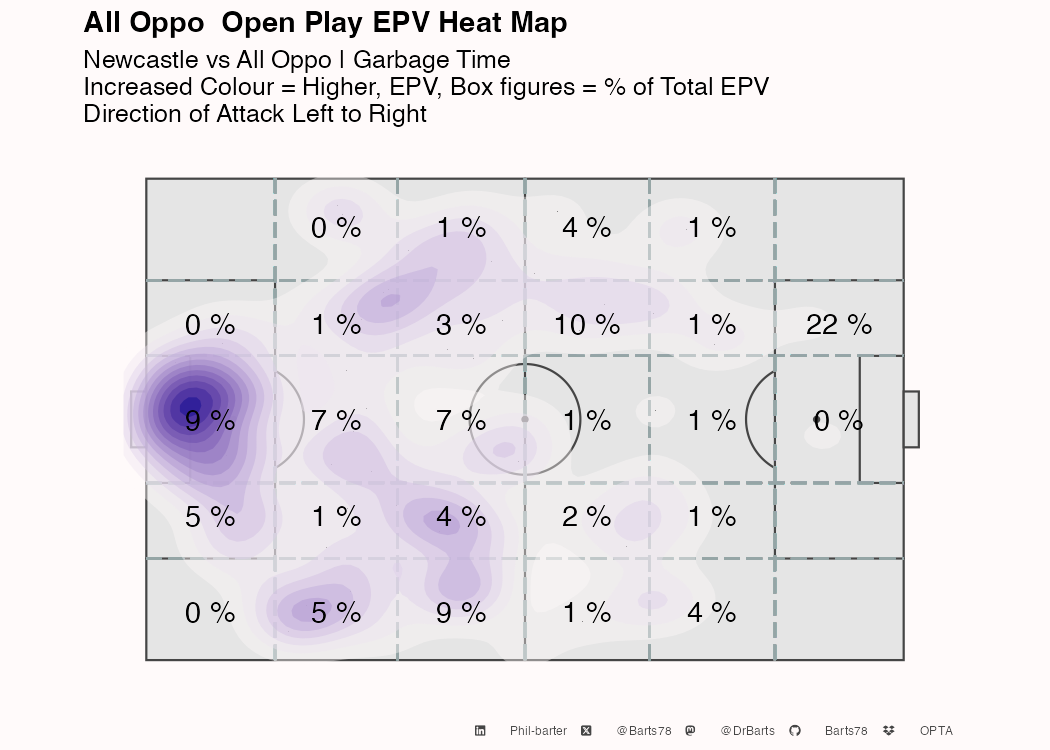 All Oppo  Open Play EPV Heat Map
Newcastle vs All Oppo | Garbage Time
Increased Colour = Higher, EPV, Box figures = % of Total EPV
Direction of Attack Left to Right
0 % 1 % 4 % 1 %
0 % 1 % 3 % 10 % 1 % 22 %
9 % 7 % 7 % 1 % 1 % 0 %
5 % 1 % 4 % 2 % 1 %
0 % 5 % 9 % 1 % 4 %
Phil-barter @Barts78 @DrBarts Barts78 OPTA